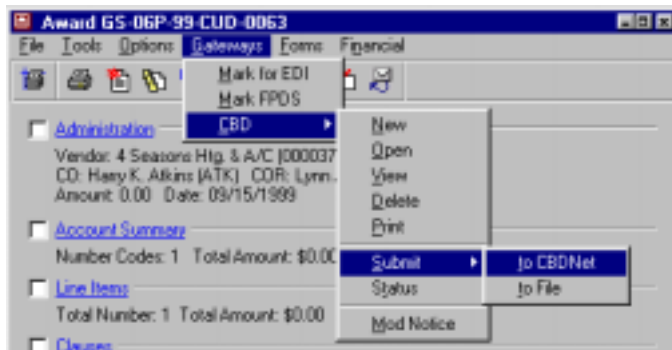 Award GS-06P-99-CUD-0063
File Tools Options Gateways Forms Financial
Mark for EDI
Mark FPDS
CBD
New
Open
View
Delete
Print
Submit
Status
Mod Notice
to CBDNet
to File
Administration
Vendor: 4 Seasons Htg. & A/C (000037
CO: Harry K. Atkins (ATK) COR: Lynn.
Amount: 0.00 Date: 09/15/1999
Account Summary
Number Codes: 1 Total Amount: $0.00
Line Items
Total Number: 1 Total Amount: $0.00
Clauses